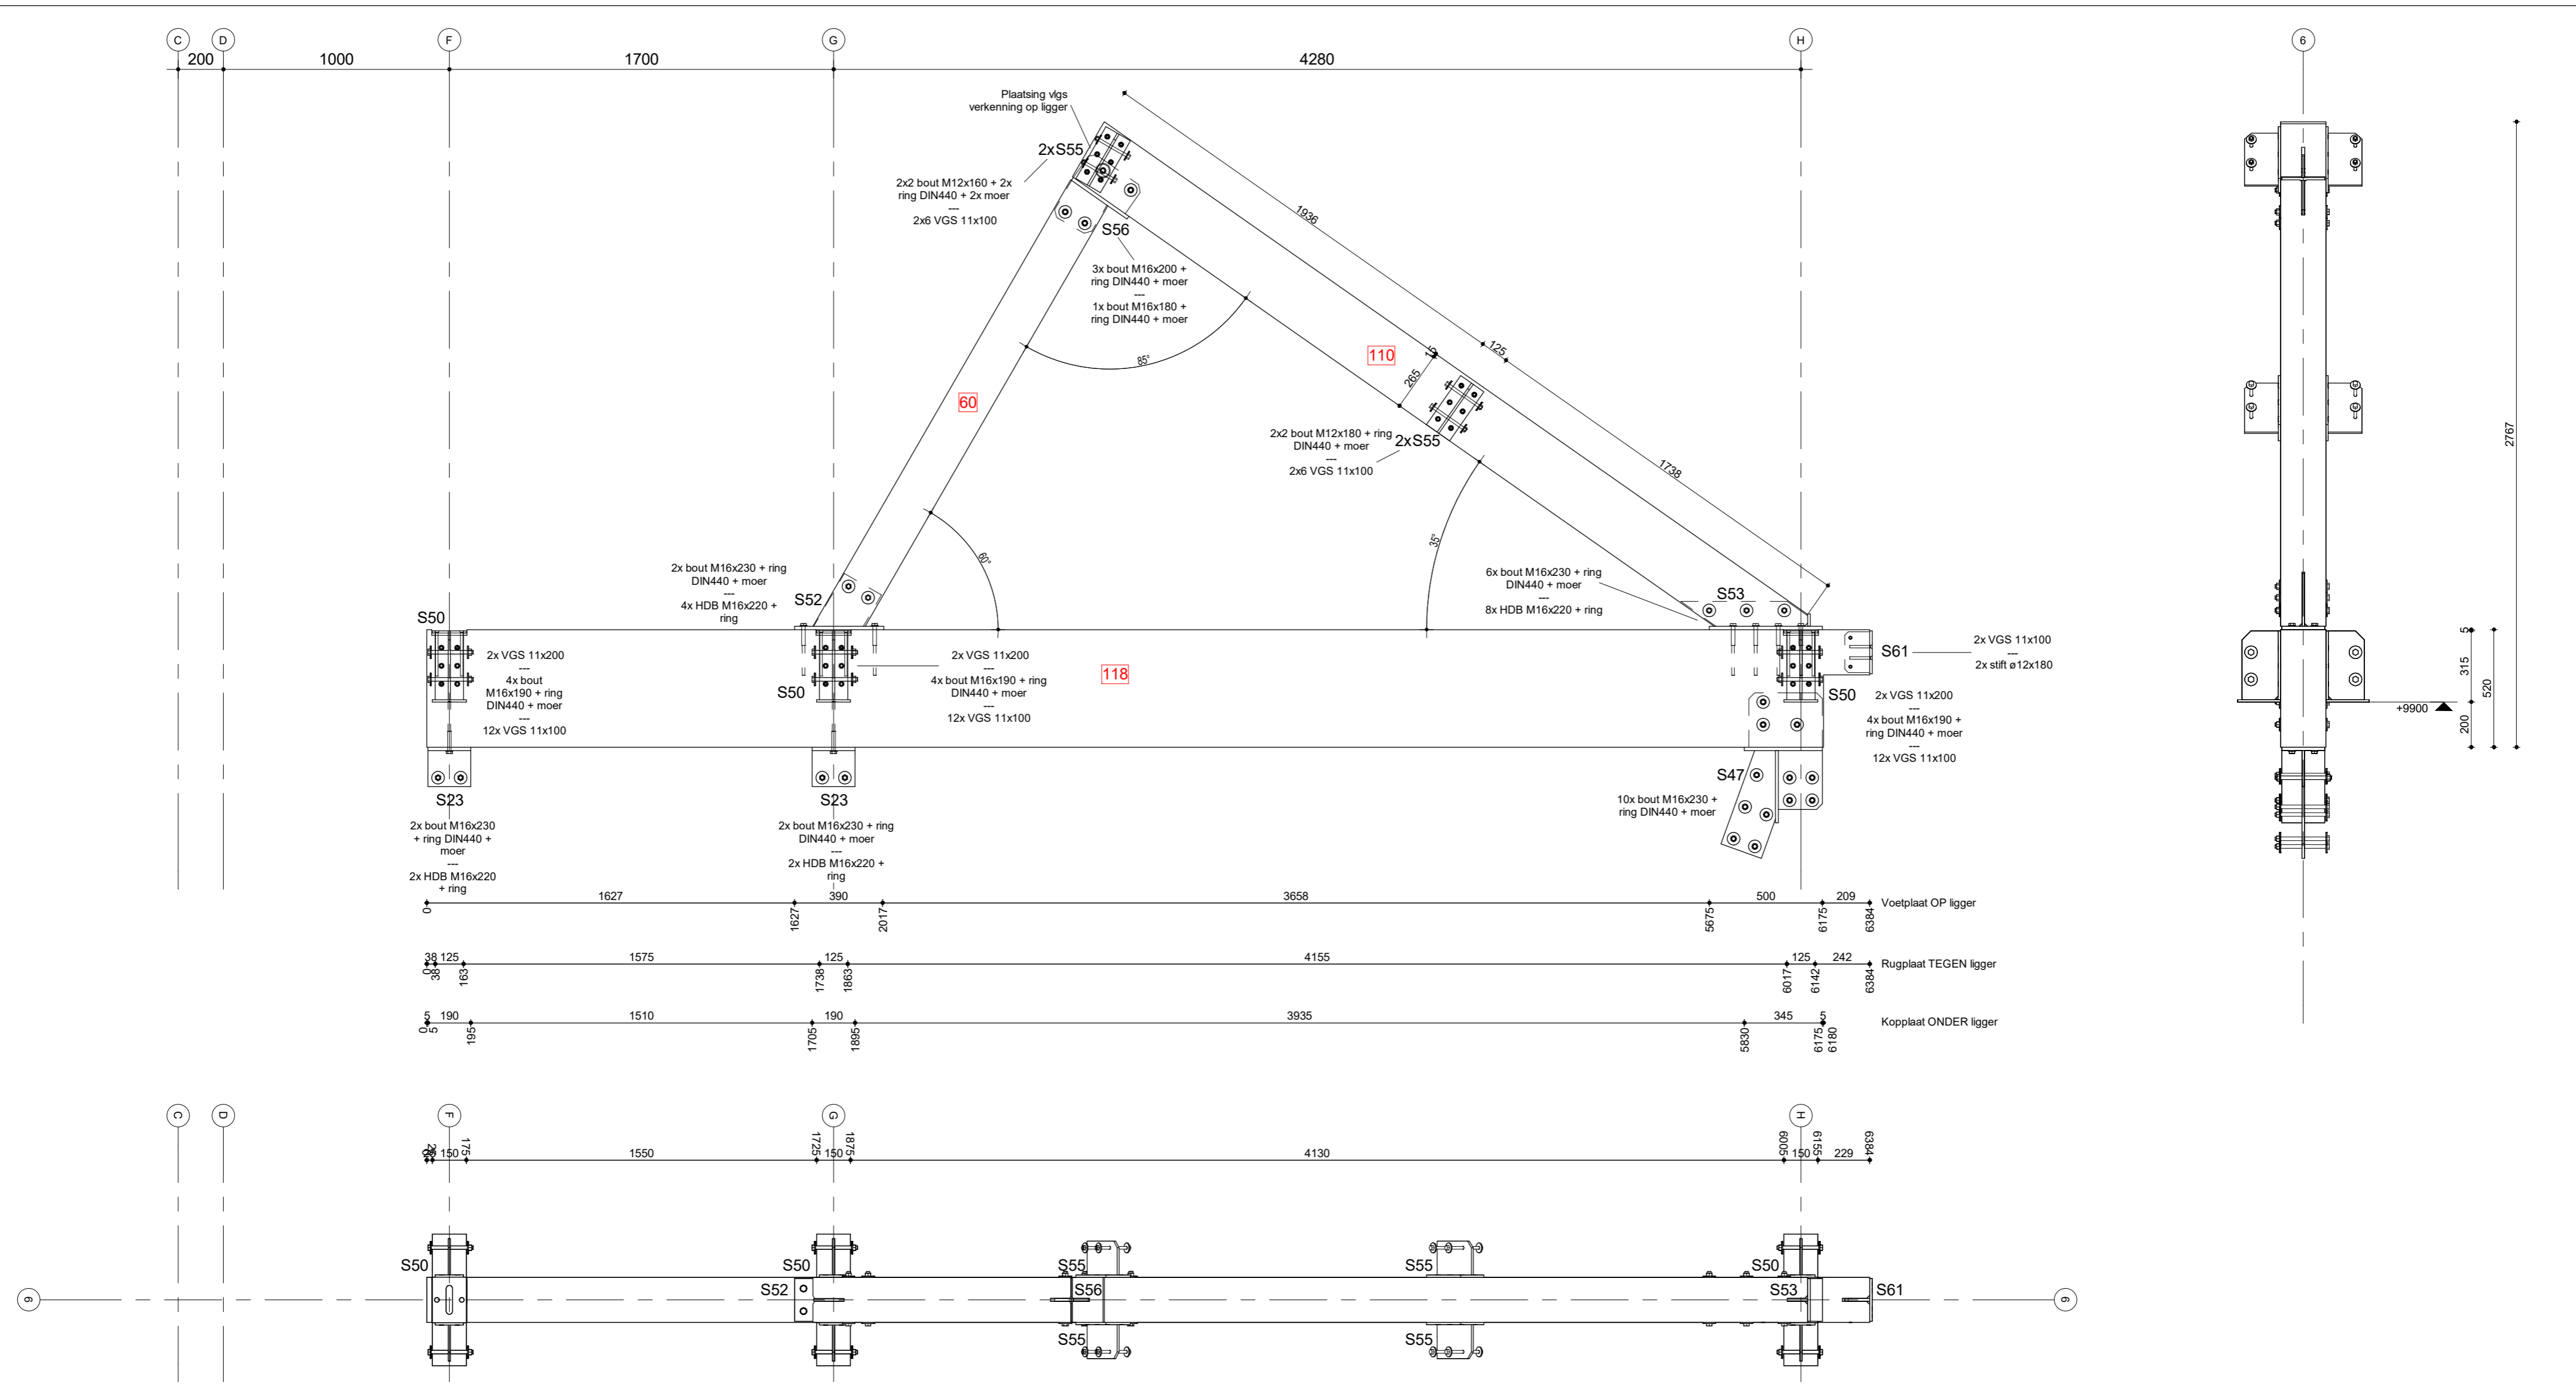 C
D
F
G
H
6
200
1000
1700
4280
Plaatsing vlgs
verkenning op ligger
2xS55
2x2 bout M12x160 + 2x
ring DIN440 + 2x moer
---
2x6 VGS 11x100
S56
3x bout M16x200 +
ring DIN440 + moer
---
1x bout M16x180 +
ring DIN440 + moer
1936
125
1738
15
265
110
60
85°
60°
35°
2x2 bout M12x180 + ring
DIN440 + moer
---
2x6 VGS 11x100
2xS55
2x bout M16x230 + ring
DIN440 + moer
---
4x HDB M16x220 +
ring
S52
6x bout M16x230 + ring
DIN440 + moer
---
8x HDB M16x220 + ring
S53
S50
2x VGS 11x200
---
4x bout
M16x190 + ring
DIN440 + moer
---
12x VGS 11x100
S50
2x VGS 11x200
---
4x bout M16x190 + ring
DIN440 + moer
---
12x VGS 11x100
118
S61
2x VGS 11x100
---
2x stift ø12x180
S50
2x VGS 11x200
---
4x bout M16x190 +
ring DIN440 + moer
---
12x VGS 11x100
S23
2x bout M16x230
+ ring DIN440 +
moer
---
2x HDB M16x220
+ ring
S23
2x bout M16x230 + ring
DIN440 + moer
---
2x HDB M16x220 +
ring
S47
10x bout M16x230 +
ring DIN440 + moer
2767
5
315
520
200
+9900
1627
390
3658
500
209
Voetplaat OP ligger
0
1627
2017
5675
6175
6384
38
125
1575
125
4155
125
242
Rugplaat TEGEN ligger
0
38
163
1738
1863
6017
6142
6384
5
190
1510
190
3935
345
5
Kopplaat ONDER ligger
0
5
195
1705
1895
5830
6175
6180
C
D
F
G
H
175
1725
1875
6005
6155
6384
150
1550
150
4130
150
229
S50
S50
S55
S55
S50
6
S52
S56
S53
S61
6
S55
S55